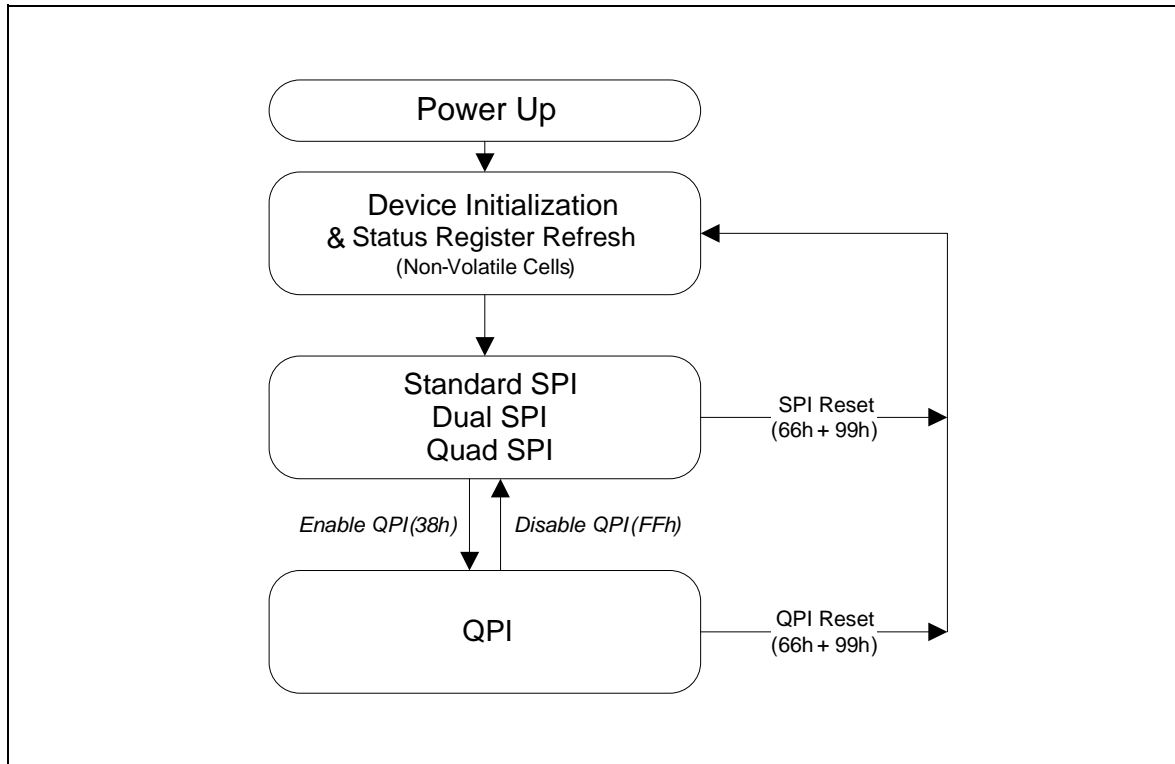 Power Up
Device Initialization
& Status Register Refresh
(Non-Volatile Cells)
Standard SPI
Dual SPI
Quad SPI
SPI Reset
(66h + 99h)
Enable QPI (38h)
Disable QPI (FFh)
QPI
QPI Reset
(66h + 99h)